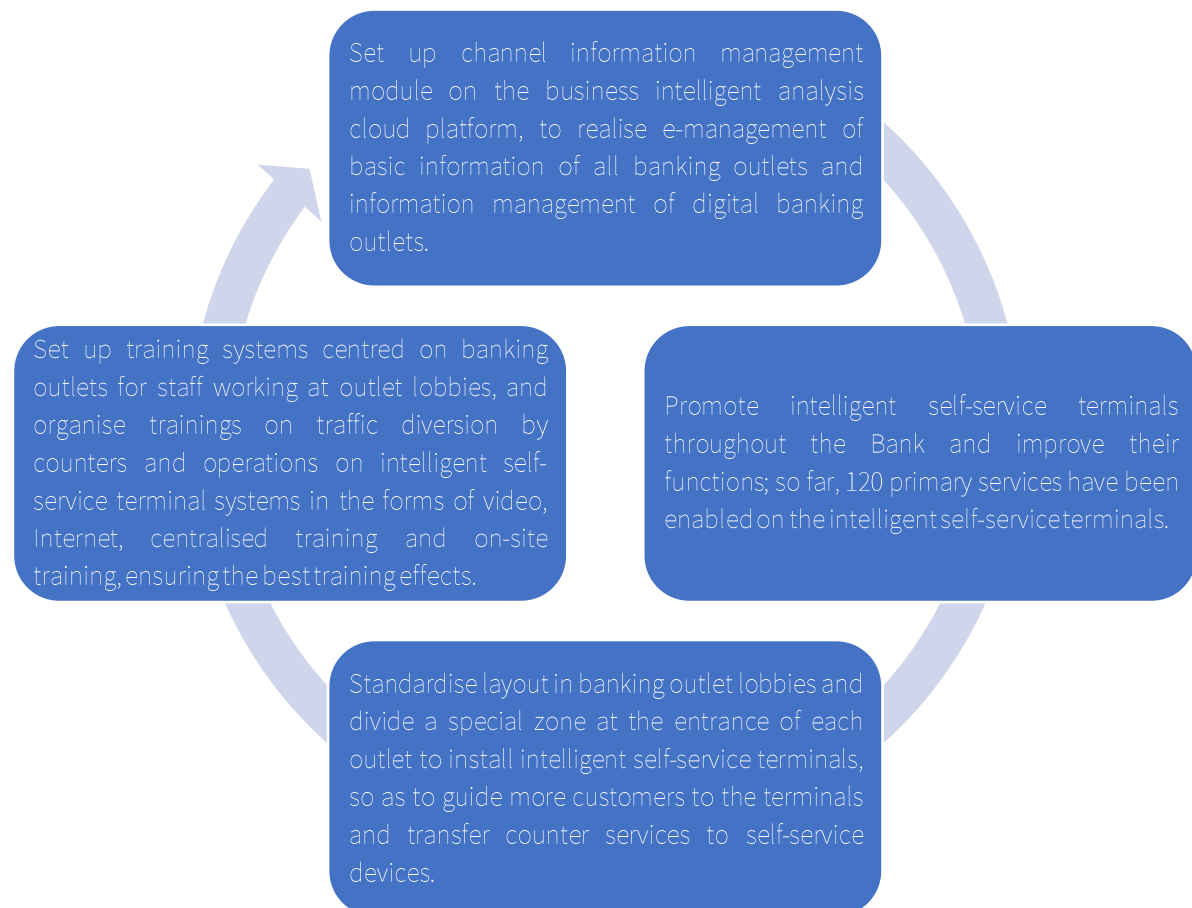 Set up channel information management
module on the business intelligent analysis
cloud platform, to realise e-management of
basic information of all banking outlets and
information management of digital banking
outlets.
Promote intelligent self-service terminals
throughout the Bank and improve their
functions; so far, 120 primary services have been
enabled on the intelligent self-service terminals.
Standardise layout in banking outlet lobbies and
divide a special zone at the entrance of each
outlet to install intelligent self-service terminals,
so as to guide more customers to the terminals
and transfer counter services to self-service
devices.
Set up training systems centred on banking
outlets for staff working at outlet lobbies, and
organise trainings on traffic diversion by
counters and operations on intelligent self-
service terminal systems in the forms of video,
Internet, centralised training and on-site
training, ensuring the best training effects.